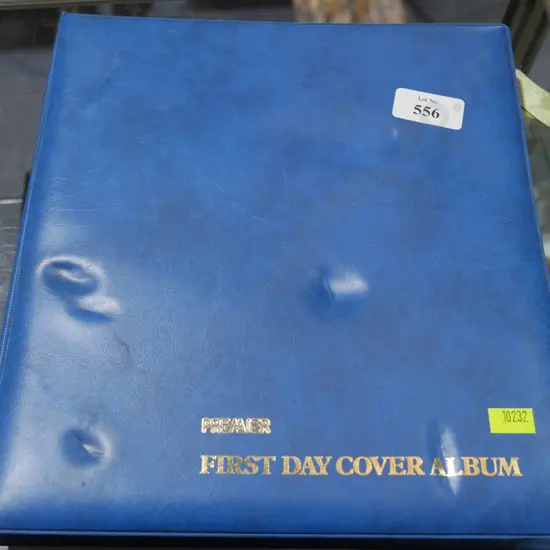 Lot No.
556
10232
PREMIER
FIRST DAY COVER ALBUM